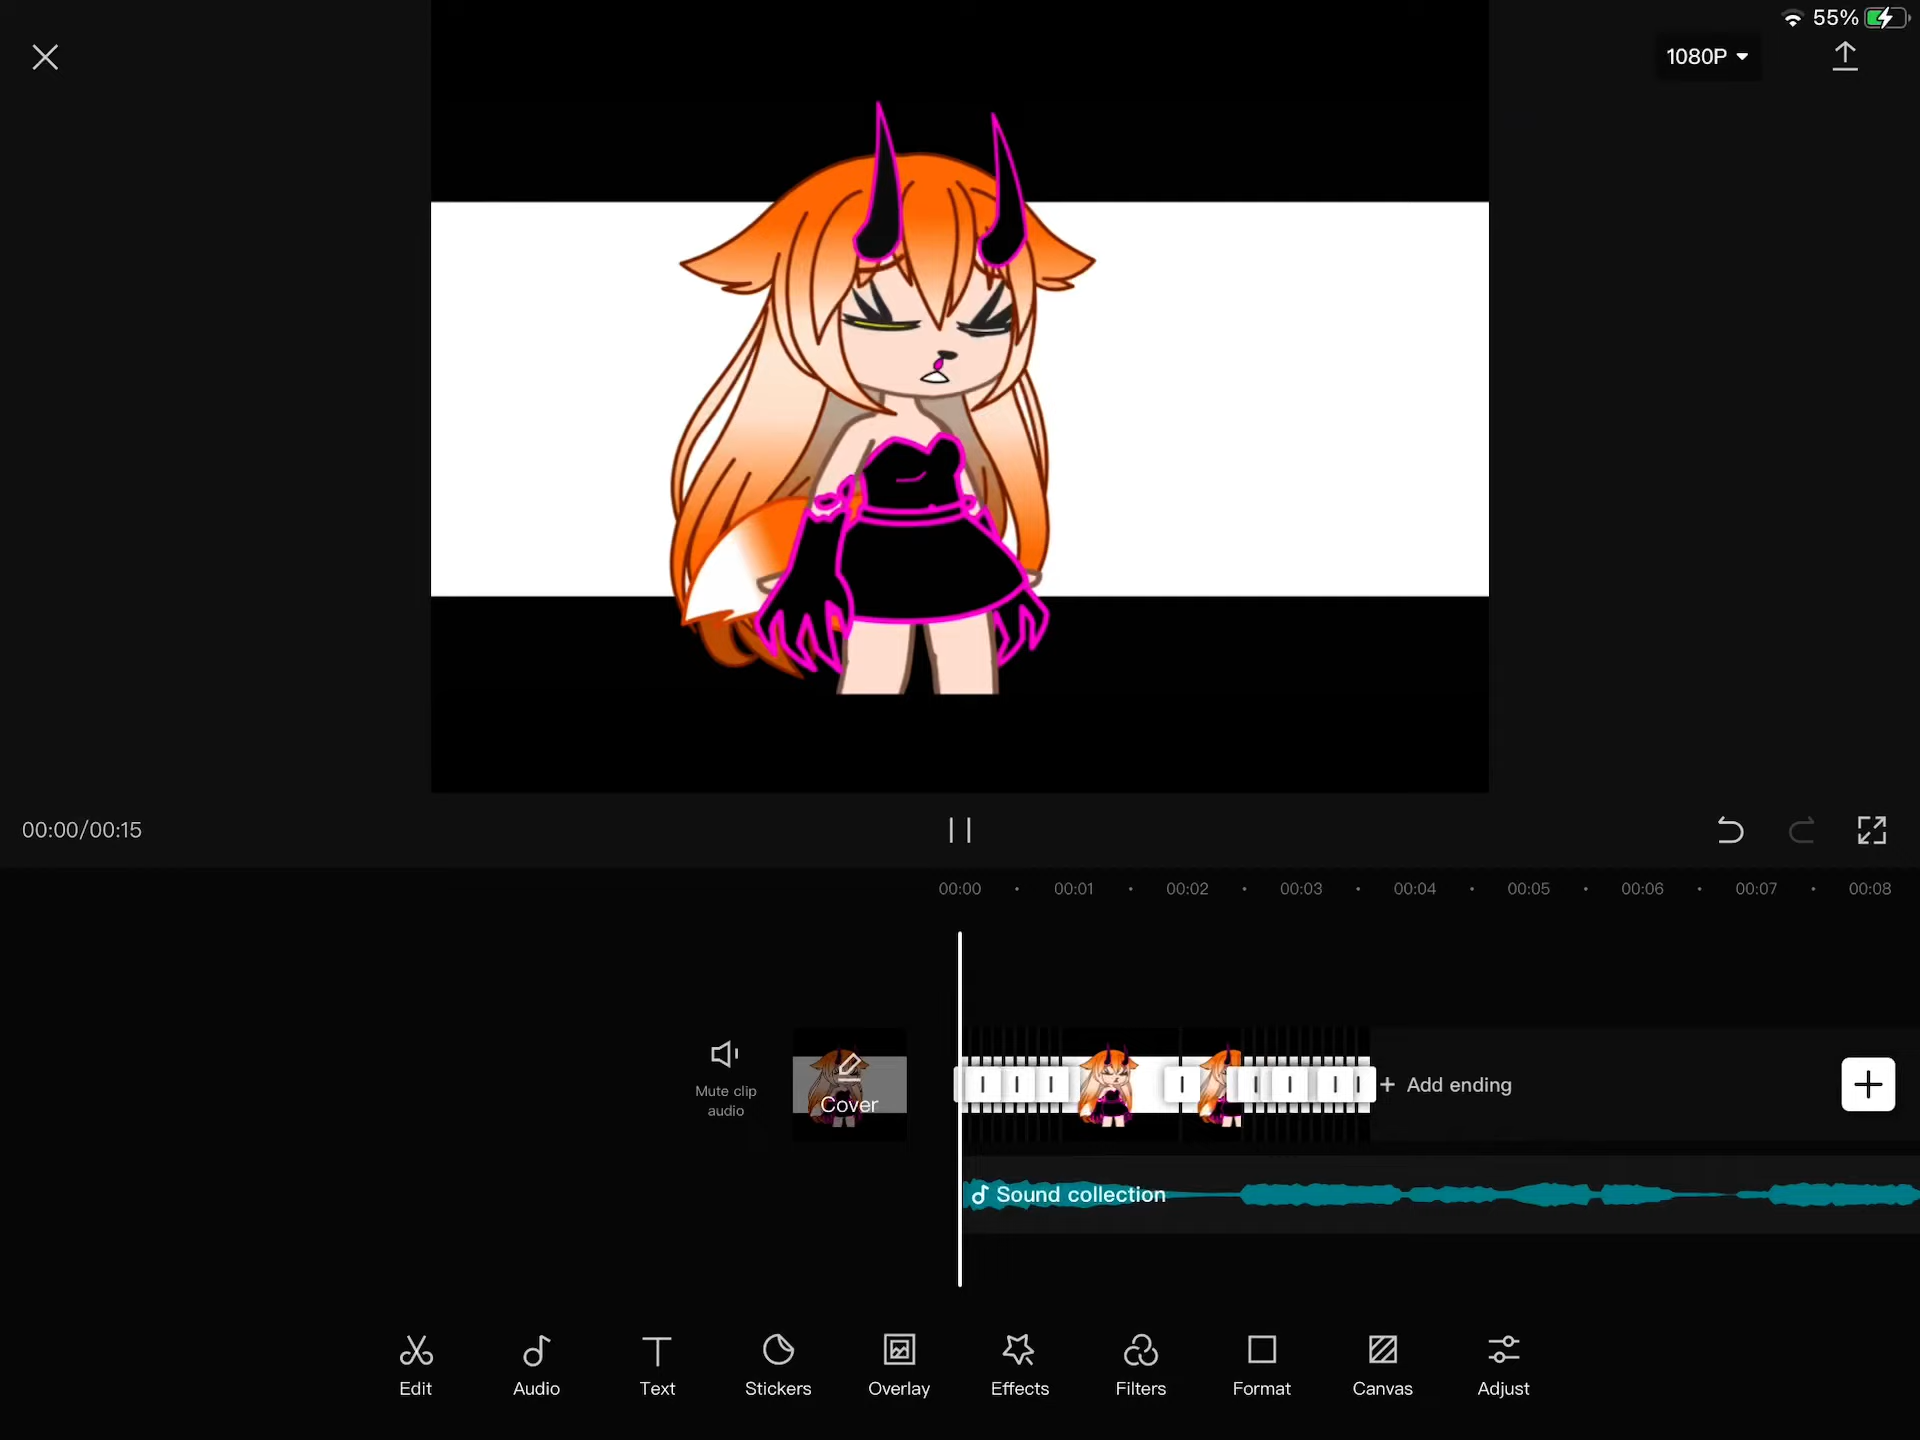 55%
1080P
00:00/00:15
00:00 00:01 00:02 00:03 00:04 00:05 00:06 00:07 00:08
Mute clip
audio
Cover
+ Add ending
Sound collection
Edit Audio Text Stickers Overlay Effects Filters Format Canvas Adjust